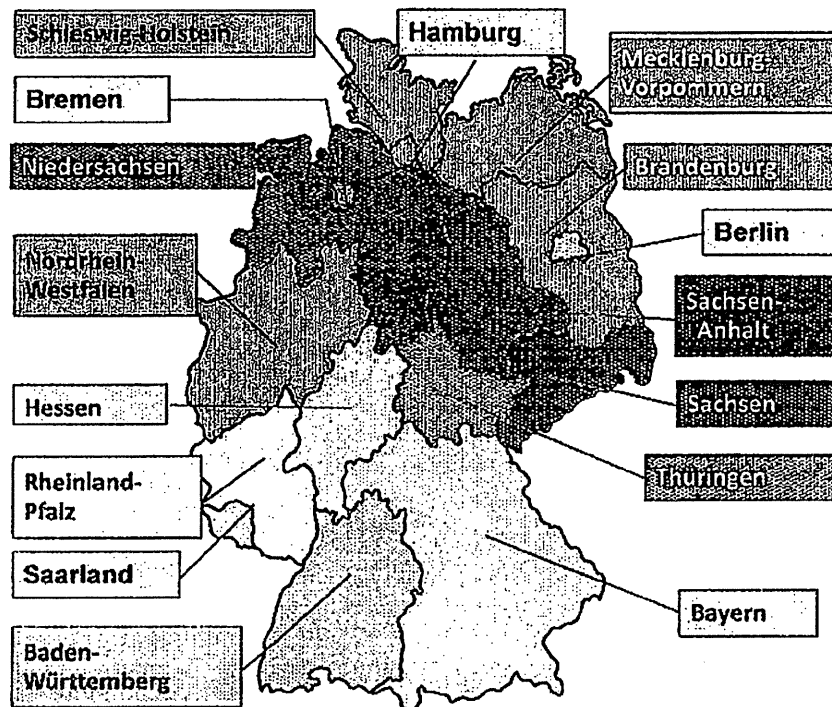 Schleswig-Holstein
Hamburg
Mecklenburg-
Vorpommern
Bremen
Niedersachsen
Brandenburg
Berlin
Nordrhein-
Westfalen
Sachsen-
Anhalt
Hessen
Sachsen
Rheinland-
Pfalz
Thüringen
Saarland
Bayern
Baden-
Württemberg